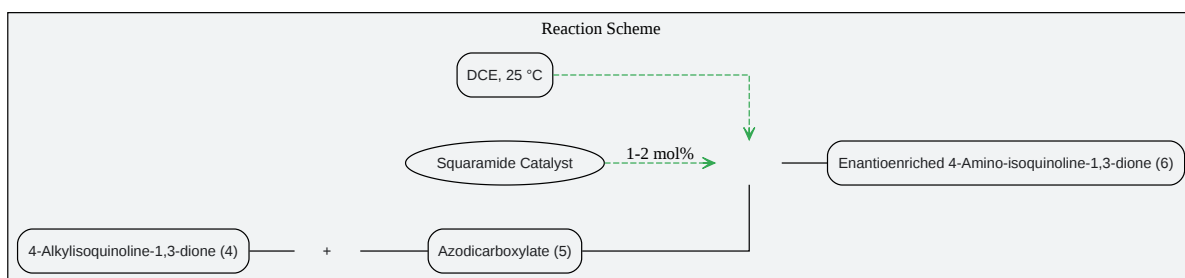 Reaction Scheme
DCE, 25 °C
Squaramide Catalyst
1-2 mol%
Enantioenriched 4-Amino-isoquinoline-1,3-dione (6)
4-Alkylisoquinoline-1,3-dione (4)
+
Azodicarboxylate (5)